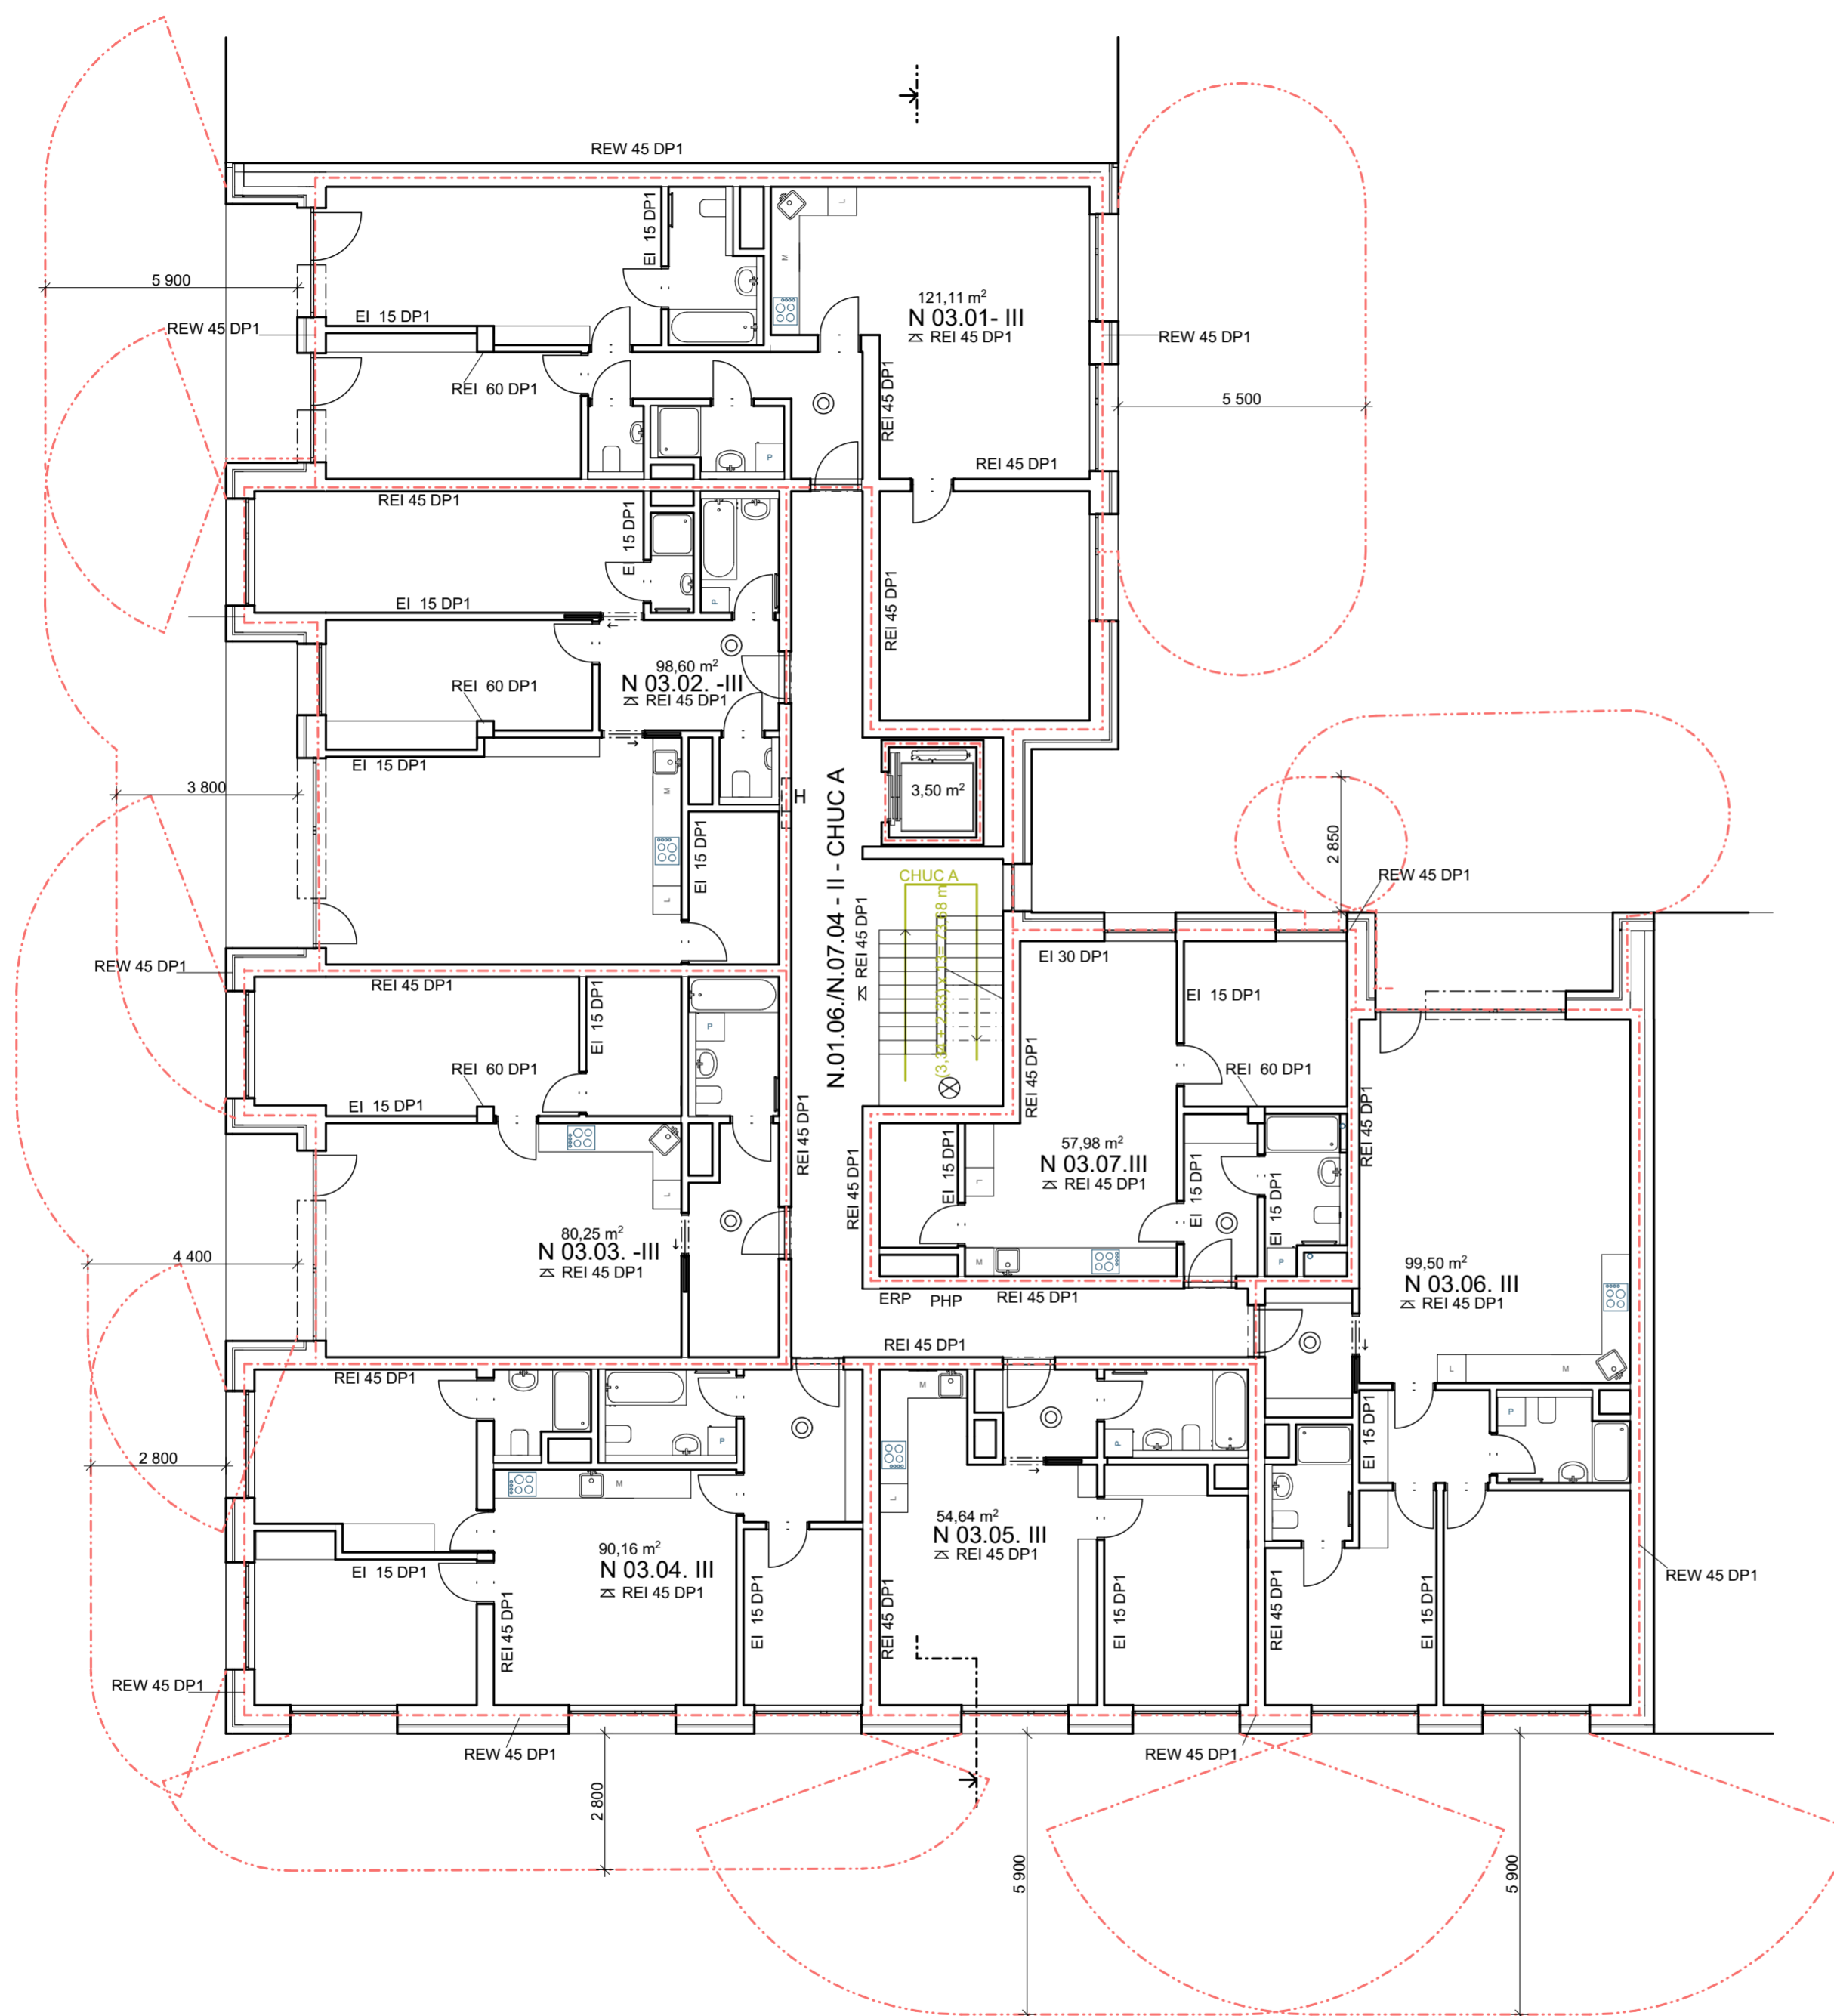 REW 45 DP1
EI 15 DP1
L
M
5 900
121,11 m²
N 03.01- III
REI 45 DP1
EI 15 DP1
REW 45 DP1
REW 45 DP1
REI 60 DP1
REI 45 DP1
5 500
P
REI 45 DP1
REI 45 DP1
EI 15 DP1
REI 45 DP1
P
EI 15 DP1
98,60 m²
REI 60 DP1
N 03.02. -III
REI 45 DP1
EI 15 DP1
3 800
M
H
3,50 m²
N.01.06./N.07.04 - II - CHUC A
REI 45 DP1
EI 15 DP1
L
2 850
CHUC A
REW 45 DP1
REW 45 DP1
REI 45 DP1
EI 15 DP1
P
EI 30 DP1
EI 15 DP1
REI 60 DP1
EI 15 DP1
REI 45 DP1
REI 60 DP1
REI 45 DP1
REI 45 DP1
L
REI 45 DP1
EI 15 DP1
L
57,98 m²
N 03.07.III
REI 45 DP1
EI 15 DP1
EI 15 DP1
80,25 m²
N 03.03. -III
REI 45 DP1
4 400
M
P
99,50 m²
N 03.06. III
REI 45 DP1
ERP
PHP
REI 45 DP1
REI 45 DP1
REI 45 DP1
M
L
M
P
P
P
EI 15 DP1
2 800
M
L
54,64 m²
N 03.05. III
REI 45 DP1
90,16 m²
N 03.04. III
REI 45 DP1
EI 15 DP1
REI 45 DP1
EI 15 DP1
REI 45 DP1
EI 15 DP1
REI 45 DP1
EI 15 DP1
REW 45 DP1
REW 45 DP1
REW 45 DP1
REW 45 DP1
2 800
5 900
5 900